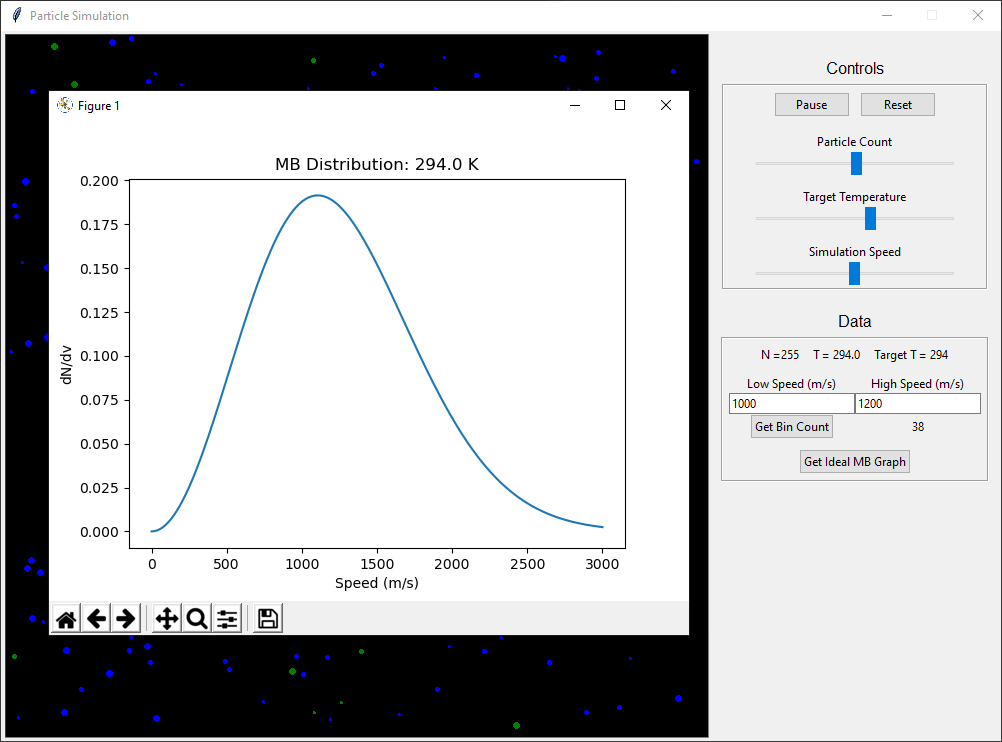 Particle Simulation
Figure 1
MB Distribution: 294.0 K
0.200
0.175
0.150
0.125
0.100
0.075
0.050
0.025
0.000
dN/dv
0 500 1000 1500 2000 2500 3000
Speed (m/s)
Controls
Pause Reset
Particle Count
Target Temperature
Simulation Speed
Data
N =255 T = 294.0 Target T = 294
Low Speed (m/s) High Speed (m/s)
1000 1200
Get Bin Count 38
Get Ideal MB Graph